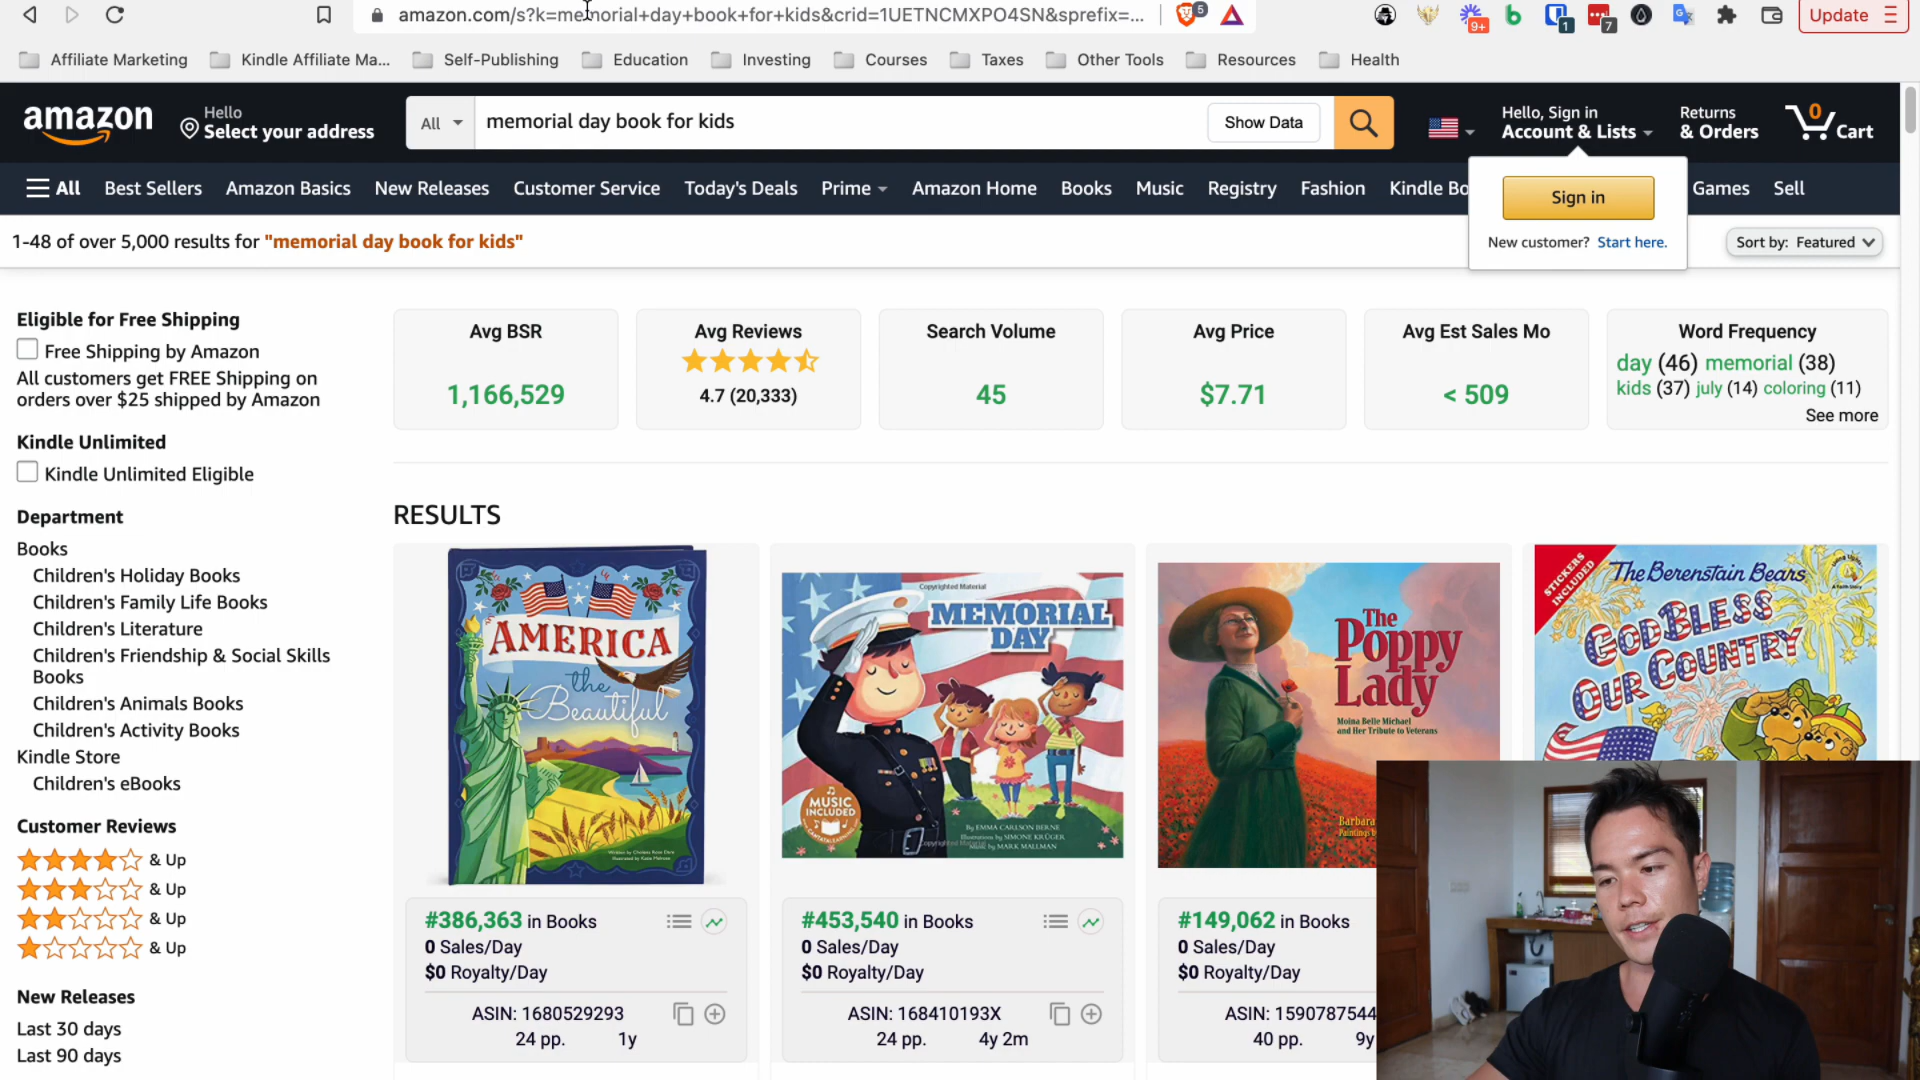 amazon.com/s?k=memorial+day+book+for+kids&crid=1UETNCMXPO4SN&sprefix=...
5
9+
1
7
Update
Affiliate Marketing
Kindle Affiliate Ma...
Self-Publishing
Education
Investing
Courses
Taxes
Other Tools
Resources
Health
amazon
Hello
Select your address
All
memorial day book for kids
Show Data
Hello, Sign in
Account & Lists
Returns
& Orders
0
Cart
All
Best Sellers
Amazon Basics
New Releases
Customer Service
Today's Deals
Prime
Amazon Home
Books
Music
Registry
Fashion
Kindle Bo
Games
Sell
Sign in
New customer? Start here.
1-48 of over 5,000 results for "memorial day book for kids"
Sort by: Featured
Eligible for Free Shipping
Free Shipping by Amazon
All customers get FREE Shipping on
orders over $25 shipped by Amazon
Kindle Unlimited
Kindle Unlimited Eligible
Department
Books
Children's Holiday Books
Children's Family Life Books
Children's Literature
Children's Friendship & Social Skills
Books
Children's Animals Books
Children's Activity Books
Kindle Store
Children's eBooks
Customer Reviews
& Up
& Up
& Up
& Up
New Releases
Last 30 days
Last 90 days
Avg BSR
1,166,529
Avg Reviews
4.7 (20,333)
Search Volume
45
Avg Price
$7.71
Avg Est Sales Mo
< 509
Word Frequency
day (46) memorial (38)
kids (37) july (14) coloring (11)
See more
RESULTS
AMERICA
the
Beautiful
Copyrighted Material
MEMORIAL
DAY
MUSIC
INCLUDED
By EMMA CARLSON BERNE
Illustrations by SIMONE KRÜGER
Music by MARK MALLMAN
Copyrighted Material
The
Poppy
Lady
Moina Belle Michael
and Her Tribute to Veterans
Barbara
Paintings b
STICKERS
INCLUDED
The Berenstain Bears
GOD BLESS
OUR COUNTRY
#386,363 in Books
0 Sales/Day
$0 Royalty/Day
ASIN: 1680529293
24 pp. 1y
#453,540 in Books
0 Sales/Day
$0 Royalty/Day
ASIN: 168410193X
24 pp. 4y 2m
#149,062 in Books
0 Sales/Day
$0 Royalty/Day
ASIN: 1590787544
40 pp. 9y